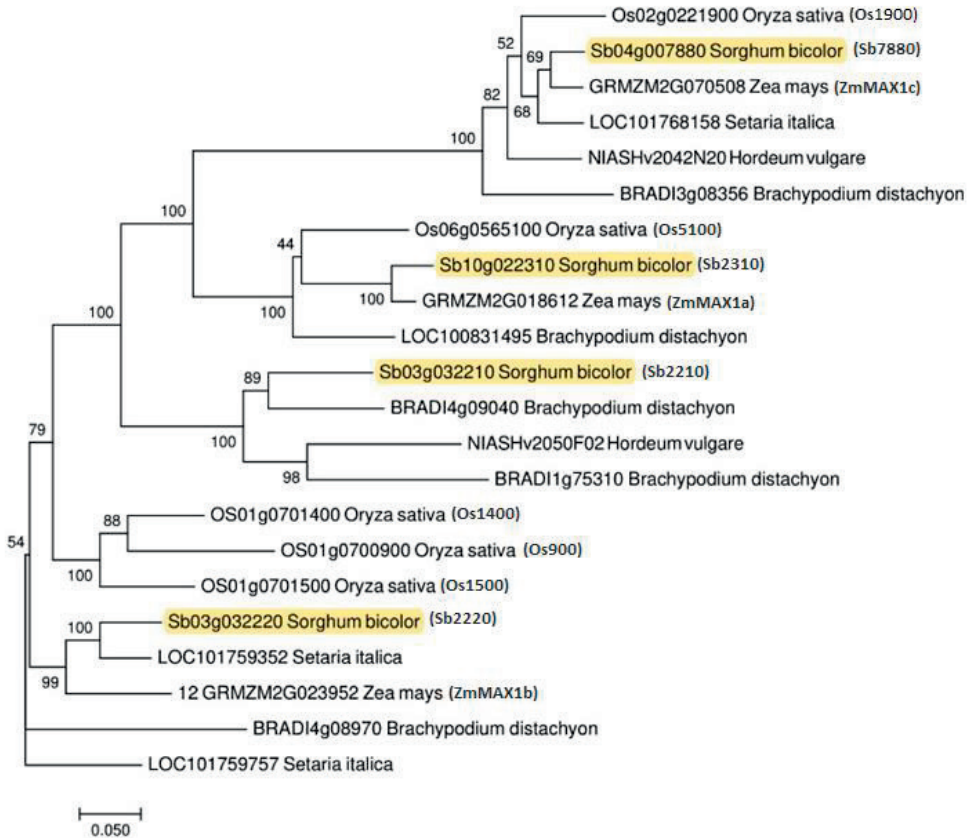 Os02g0221900 Oryza sativa (Os1900)
52
69
Sb04g007880 Sorghum bicolor (Sb7880)
82
GRMZM2G070508 Zea mays (ZmMAX1c)
68
LOC101768158 Setaria italica
100
NIASHv2042N20 Hordeum vulgare
BRADI3g08356 Brachypodium distachyon
100
Os06g0565100 Oryza sativa (Os5100)
44
Sb10g022310 Sorghum bicolor (Sb2310)
100
GRMZM2G018612 Zea mays (ZmMAX1a)
100
100
LOC100831495 Brachypodium distachyon
Sb03g032210 Sorghum bicolor (Sb2210)
89
BRADI4g09040 Brachypodium distachyon
79
100
NIASHv2050F02 Hordeum vulgare
98
BRADI1g75310 Brachypodium distachyon
OS01g0701400 Oryza sativa (Os1400)
88
54
OS01g0700900 Oryza sativa (Os900)
100
OS01g0701500 Oryza sativa (Os1500)
Sb03g032220 Sorghum bicolor (Sb2220)
100
LOC101759352 Setaria italica
99
12 GRMZM2G023952 Zea mays (ZmMAX1b)
BRADI4g08970 Brachypodium distachyon
LOC101759757 Setaria italica
0.050